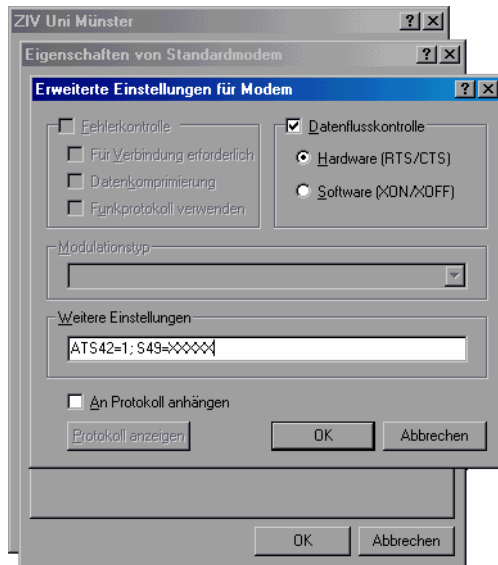 ZIV Uni Münster
Eigenschaften von Standardmodem
Erweiterte Einstellungen für Modem
Fehlerkontrolle
Für Verbindung erforderlich
Datenkomprimierung
Funkprotokoll verwenden
Datenflusskontrolle
Hardware (RTS/CTS)
Software (XON/XOFF)
Modulationstyp
Weitere Einstellungen
ATS42=1; S49=XXXXX
An Protokoll anhängen
Protokoll anzeigen
OK
Abbrechen
OK
Abbrechen